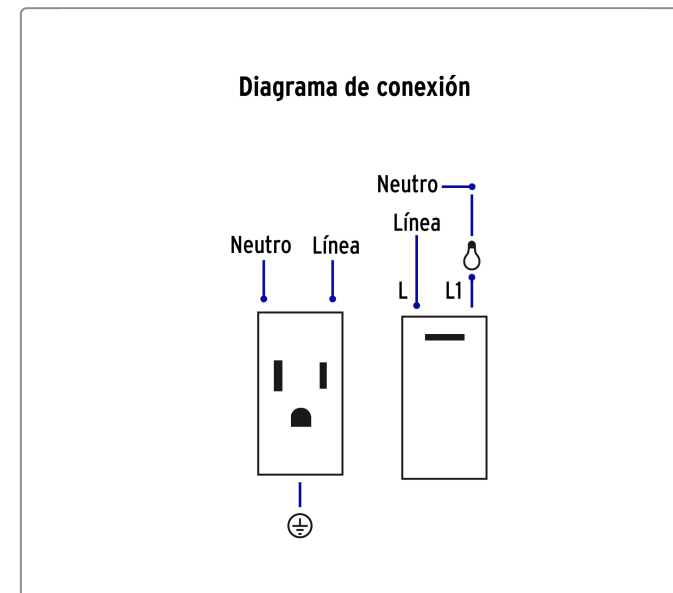 Diagrama de conexión
Neutro
Línea
Neutro Línea
L L1